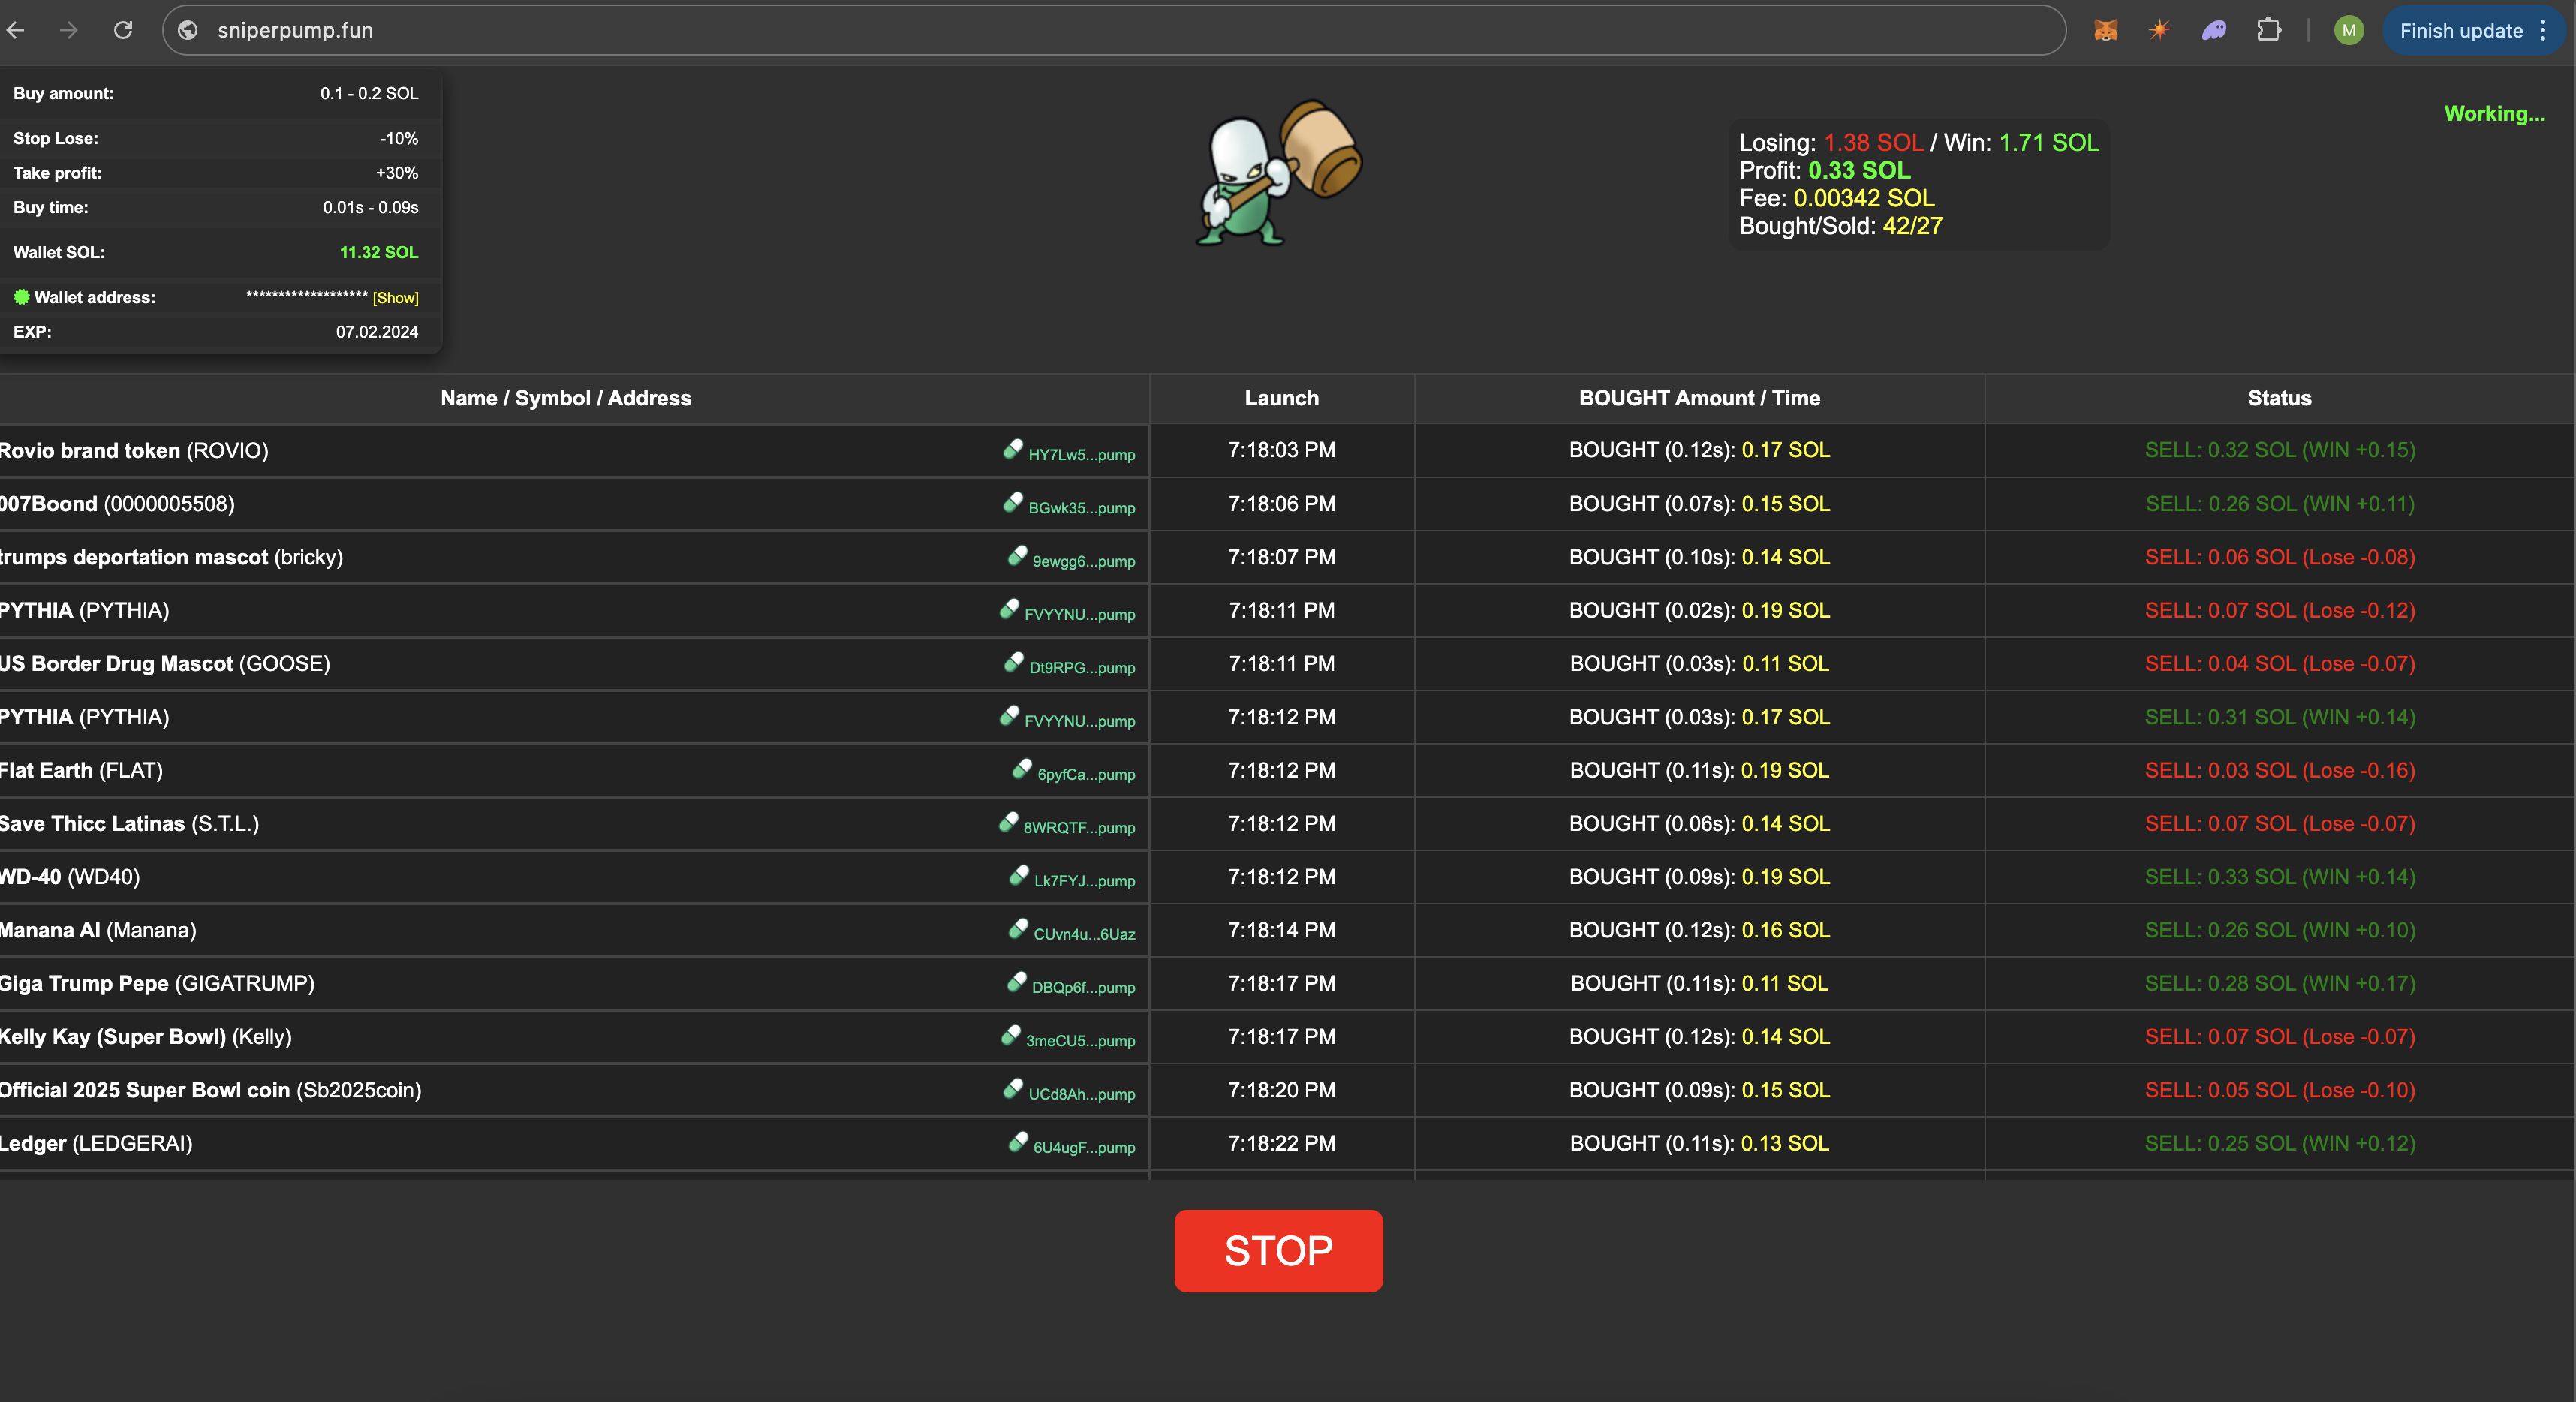 sniperpump.fun
M
Finish update
Buy amount: 0.1 - 0.2 SOL
Stop Lose: -10%
Take profit: +30%
Buy time: 0.01s - 0.09s
Wallet SOL: 11.32 SOL
Wallet address: ******************* [Show]
EXP: 07.02.2024
Working...
Losing: 1.38 SOL / Win: 1.71 SOL
Profit: 0.33 SOL
Fee: 0.00342 SOL
Bought/Sold: 42/27
Name / Symbol / Address Launch BOUGHT Amount / Time Status
Rovio brand token (ROVIO) HY7Lw5...pump 7:18:03 PM BOUGHT (0.12s): 0.17 SOL SELL: 0.32 SOL (WIN +0.15)
007Boond (0000005508) BGwk35...pump 7:18:06 PM BOUGHT (0.07s): 0.15 SOL SELL: 0.26 SOL (WIN +0.11)
trumps deportation mascot (bricky) 9ewgg6...pump 7:18:07 PM BOUGHT (0.10s): 0.14 SOL SELL: 0.06 SOL (Lose -0.08)
PYTHIA (PYTHIA) FVYYNU...pump 7:18:11 PM BOUGHT (0.02s): 0.19 SOL SELL: 0.07 SOL (Lose -0.12)
US Border Drug Mascot (GOOSE) Dt9RPG...pump 7:18:11 PM BOUGHT (0.03s): 0.11 SOL SELL: 0.04 SOL (Lose -0.07)
PYTHIA (PYTHIA) FVYYNU...pump 7:18:12 PM BOUGHT (0.03s): 0.17 SOL SELL: 0.31 SOL (WIN +0.14)
Flat Earth (FLAT) 6pyfCa...pump 7:18:12 PM BOUGHT (0.11s): 0.19 SOL SELL: 0.03 SOL (Lose -0.16)
Save Thicc Latinas (S.T.L.) 8WRQTF...pump 7:18:12 PM BOUGHT (0.06s): 0.14 SOL SELL: 0.07 SOL (Lose -0.07)
WD-40 (WD40) Lk7FYJ...pump 7:18:12 PM BOUGHT (0.09s): 0.19 SOL SELL: 0.33 SOL (WIN +0.14)
Manana AI (Manana) CUvn4u...6Uaz 7:18:14 PM BOUGHT (0.12s): 0.16 SOL SELL: 0.26 SOL (WIN +0.10)
Giga Trump Pepe (GIGATRUMP) DBQp6f...pump 7:18:17 PM BOUGHT (0.11s): 0.11 SOL SELL: 0.28 SOL (WIN +0.17)
Kelly Kay (Super Bowl) (Kelly) 3meCU5...pump 7:18:17 PM BOUGHT (0.12s): 0.14 SOL SELL: 0.07 SOL (Lose -0.07)
Official 2025 Super Bowl coin (Sb2025coin) UCd8Ah...pump 7:18:20 PM BOUGHT (0.09s): 0.15 SOL SELL: 0.05 SOL (Lose -0.10)
Ledger (LEDGERAI) 6U4ugF...pump 7:18:22 PM BOUGHT (0.11s): 0.13 SOL SELL: 0.25 SOL (WIN +0.12)
STOP